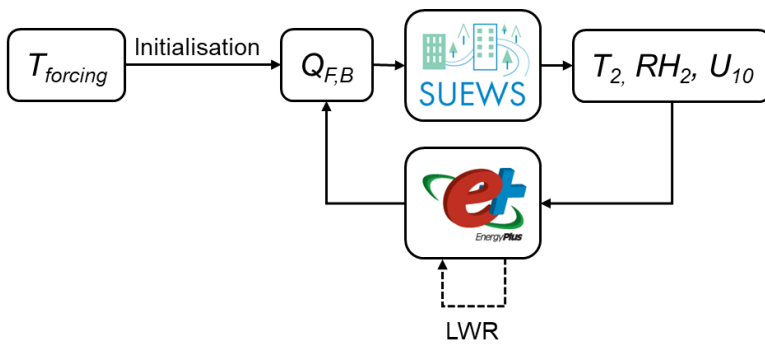 T_forcing
Initialisation
Q_F,B
SUEWS
T_2, RH_2, U_10
e+
EnergyPlus
LWR